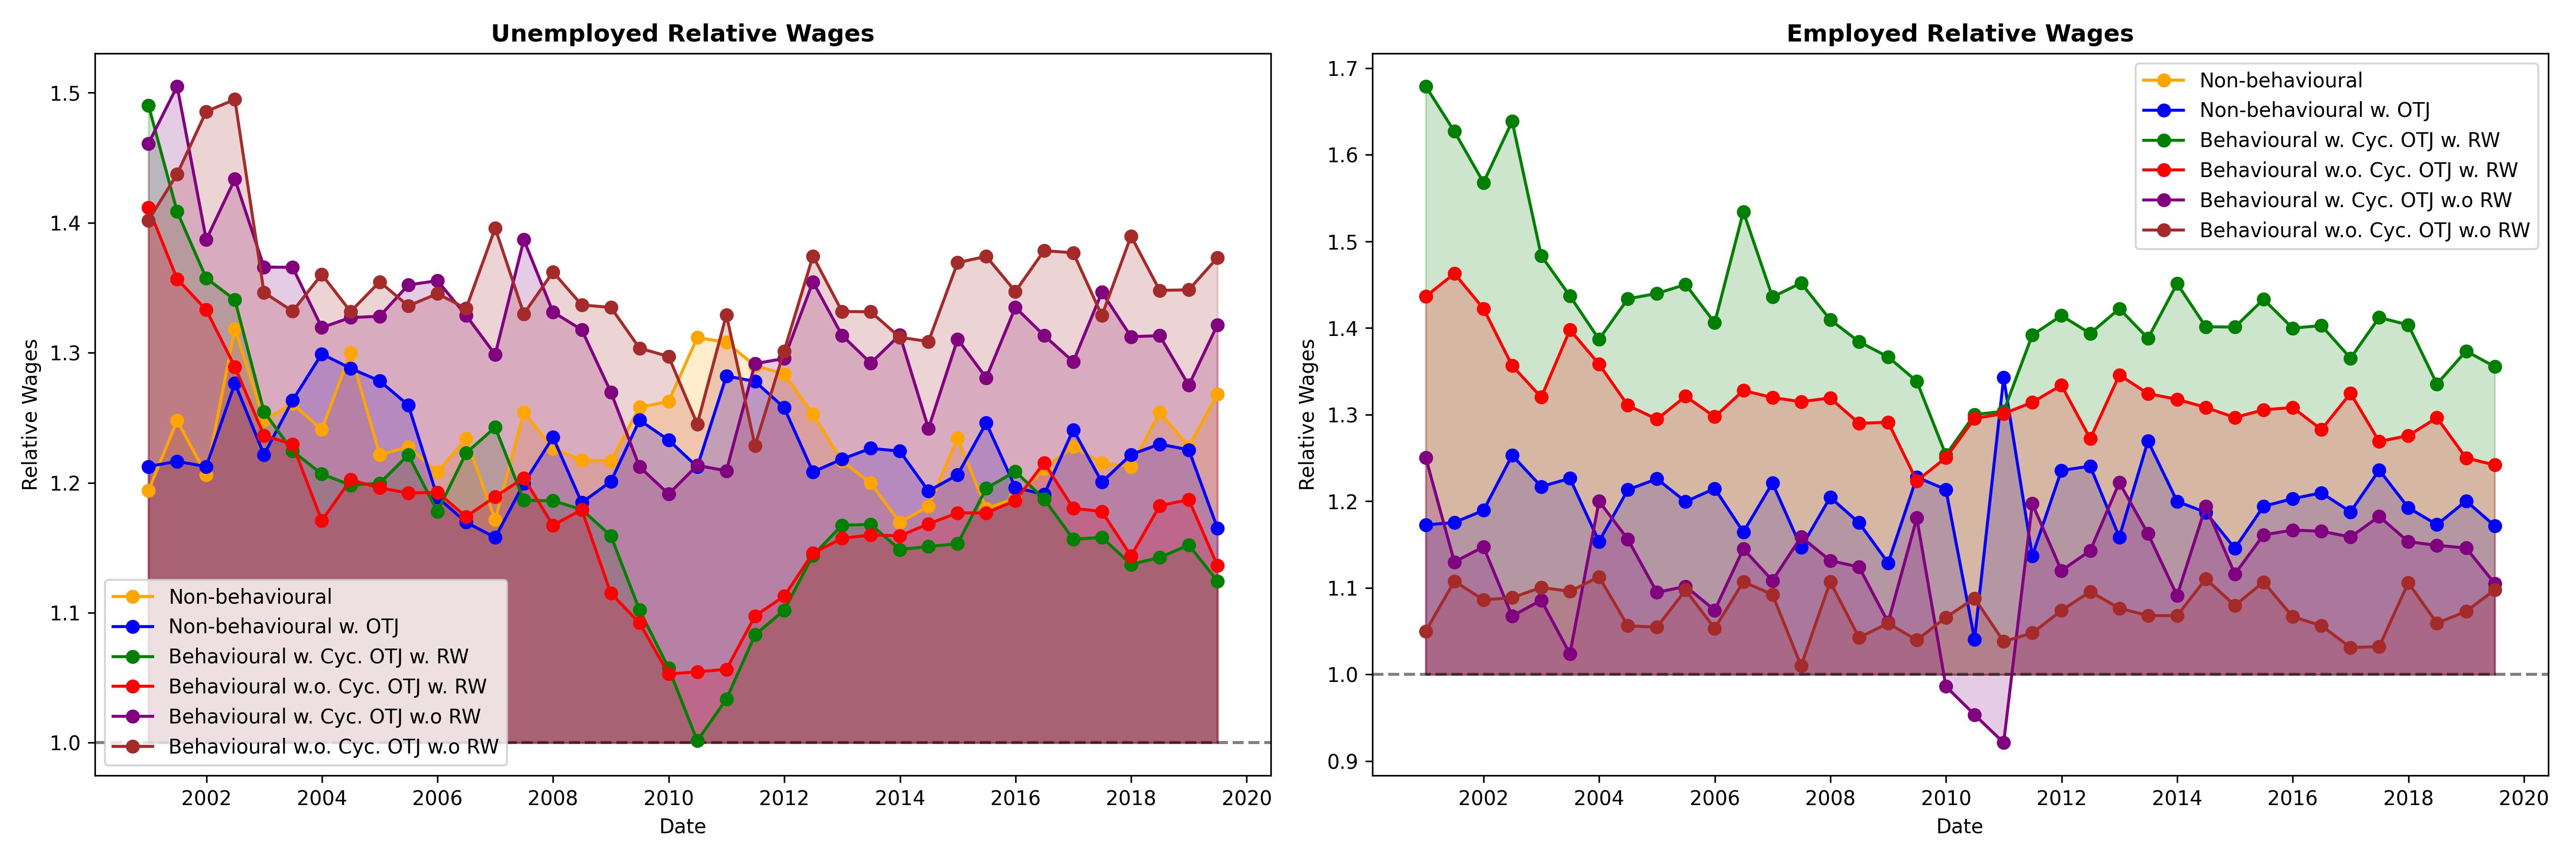 Unemployed Relative Wages
Relative Wages
1.5
1.4
1.3
1.2
1.1
1.0
Non-behavioural
Non-behavioural w. OTJ
Behavioural w. Cyc. OTJ w. RW
Behavioural w.o. Cyc. OTJ w. RW
Behavioural w. Cyc. OTJ w.o RW
Behavioural w.o. Cyc. OTJ w.o RW
2002 2004 2006 2008 2010 2012 2014 2016 2018 2020
Date
Employed Relative Wages
Relative Wages
1.7
1.6
1.5
1.4
1.3
1.2
1.1
1.0
0.9
Non-behavioural
Non-behavioural w. OTJ
Behavioural w. Cyc. OTJ w. RW
Behavioural w.o. Cyc. OTJ w. RW
Behavioural w. Cyc. OTJ w.o RW
Behavioural w.o. Cyc. OTJ w.o RW
2002 2004 2006 2008 2010 2012 2014 2016 2018 2020
Date